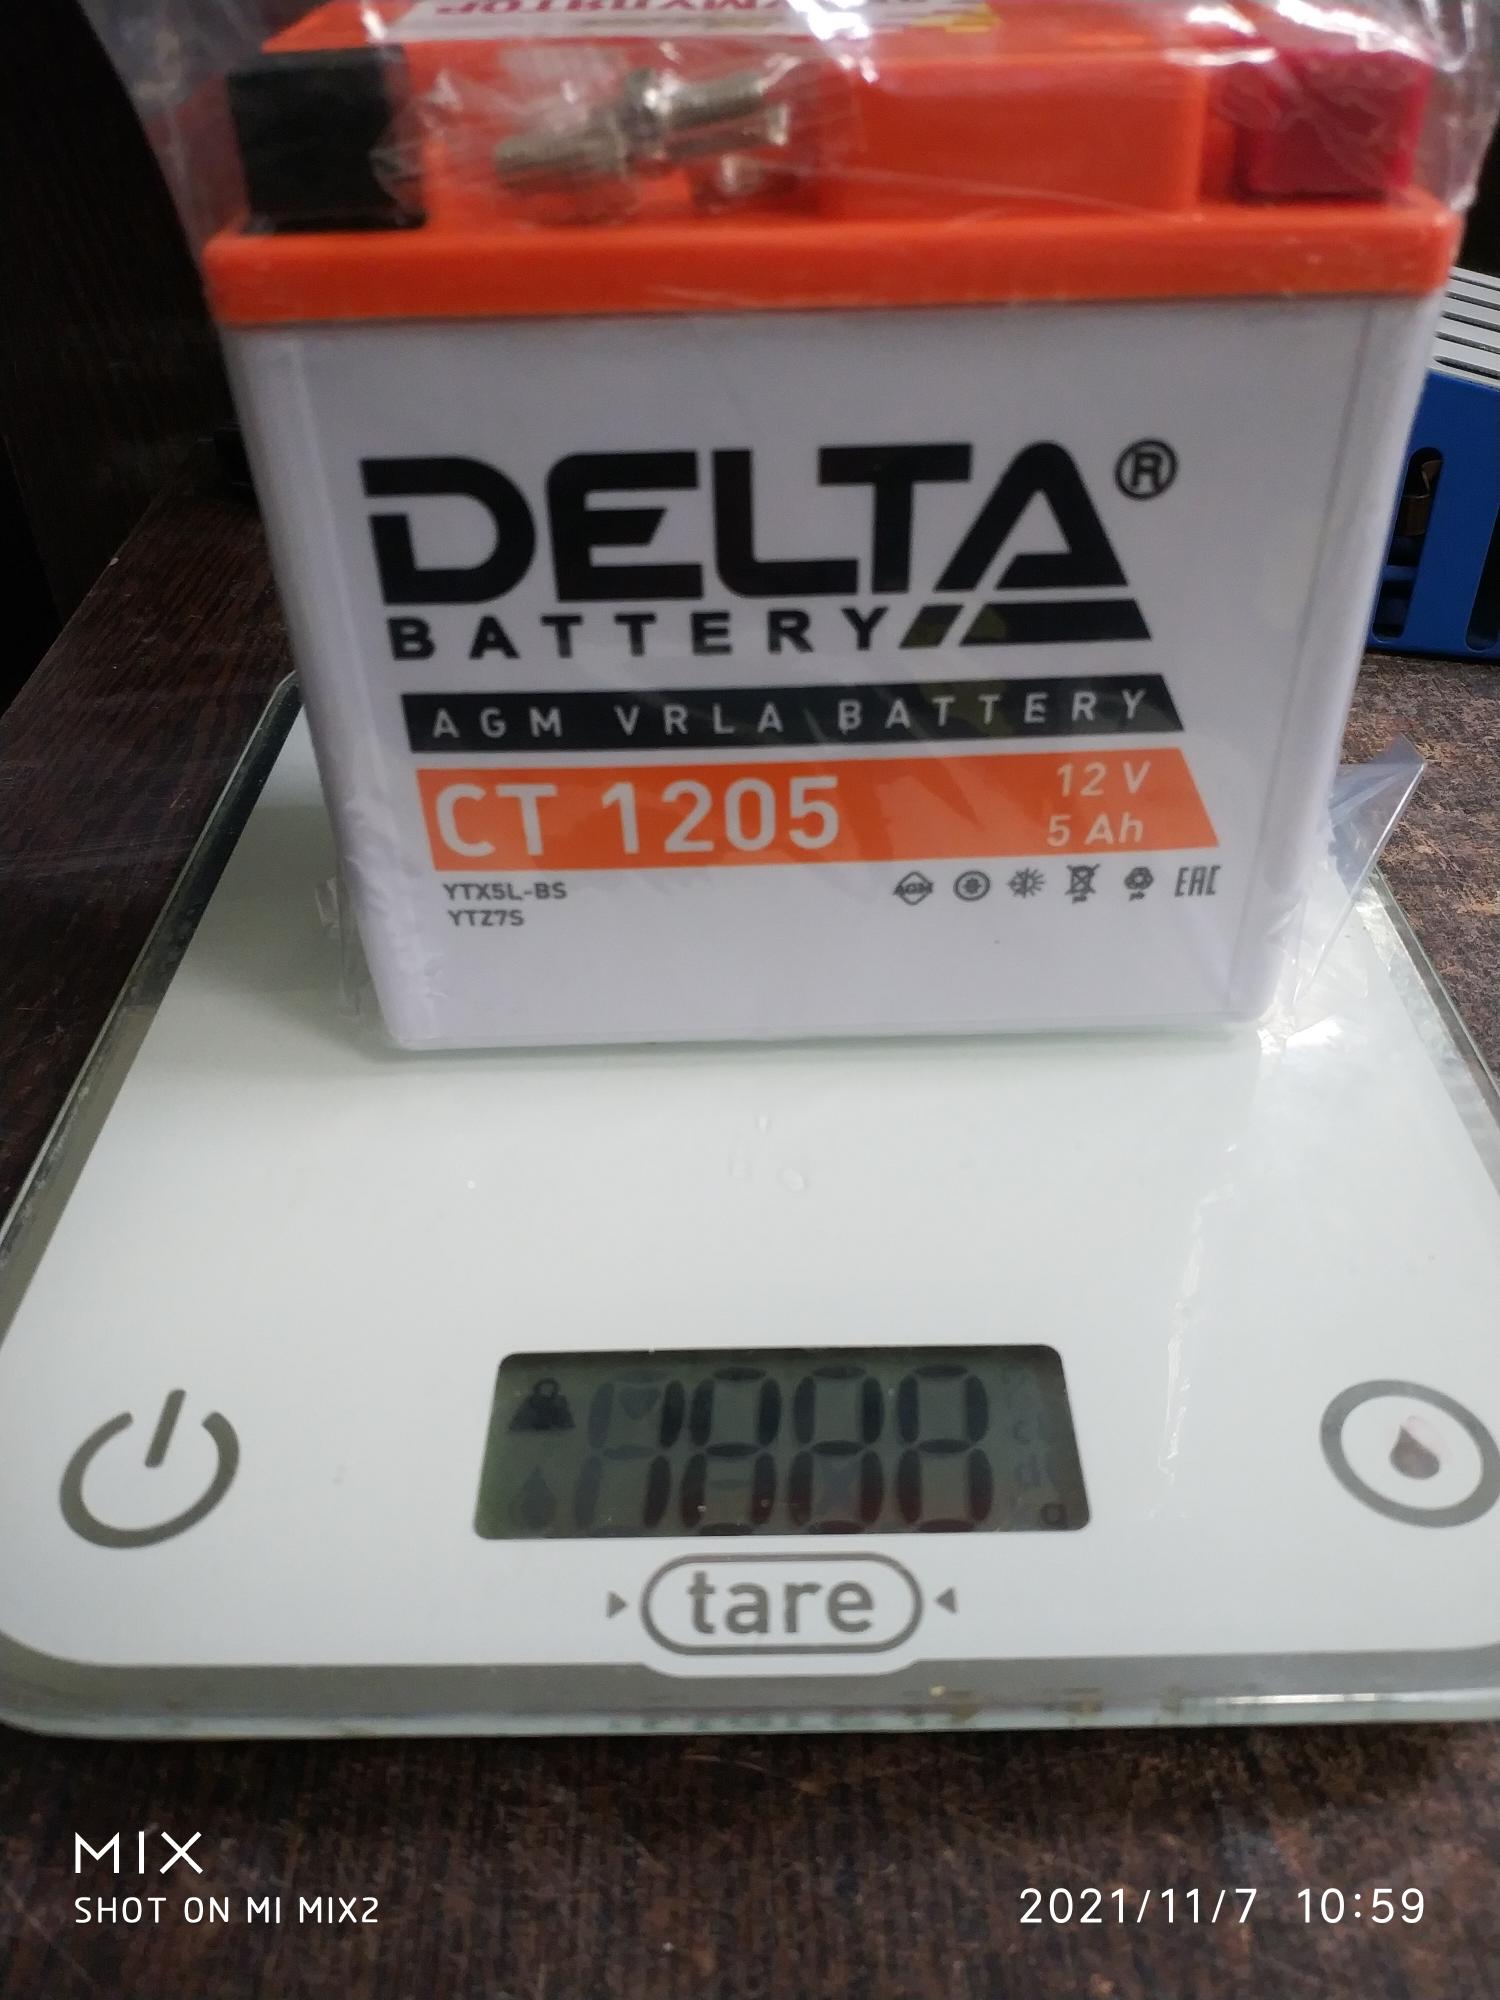 DELTA®
BATTERY
AGM VRLA BATTERY
CT 1205
12 V
5 Ah
YTX5L-BS
YTZ7S
AGM
EAC
g
tare
MIX
SHOT ON MI MIX2
2021/11/7 10:59